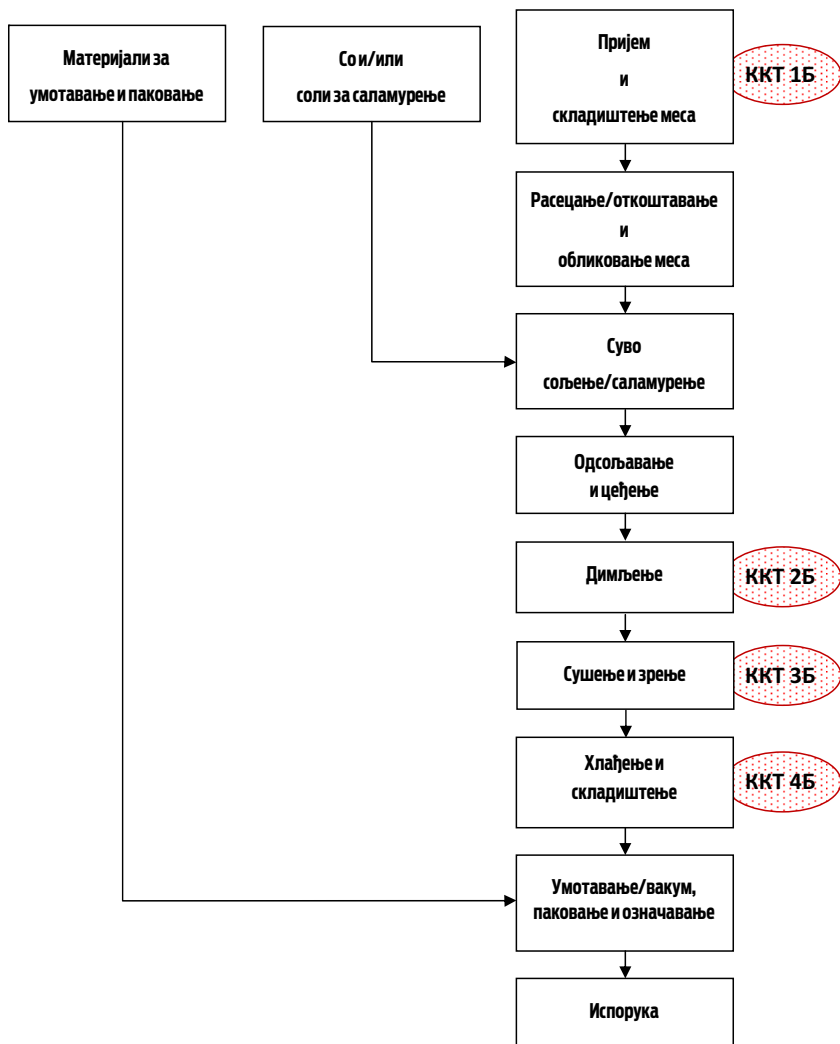 Материјали за
умотавање и паковање
Со и/или
соли за саламурење
Пријем
и
складиштење меса
ККТ 1Б
Расецање/откоштавање
и
обликовање меса
Суво
сољење/саламурење
Одсољавање
и цеђење
Димљење
ККТ 2Б
Сушење и зрење
ККТ 3Б
Хлађење и
складиштење
ККТ 4Б
Умотавање/вакум,
паковање и означавање
Испорука